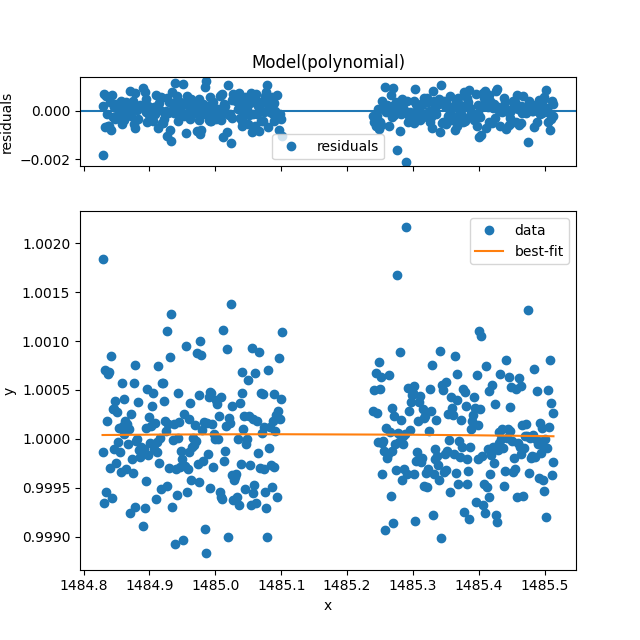 Model(polynomial)
residuals
0.000
−0.002
residuals
y
1.0020
1.0015
1.0010
1.0005
1.0000
0.9995
0.9990
data
best-fit
1484.8 1484.9 1485.0 1485.1 1485.2 1485.3 1485.4 1485.5
x